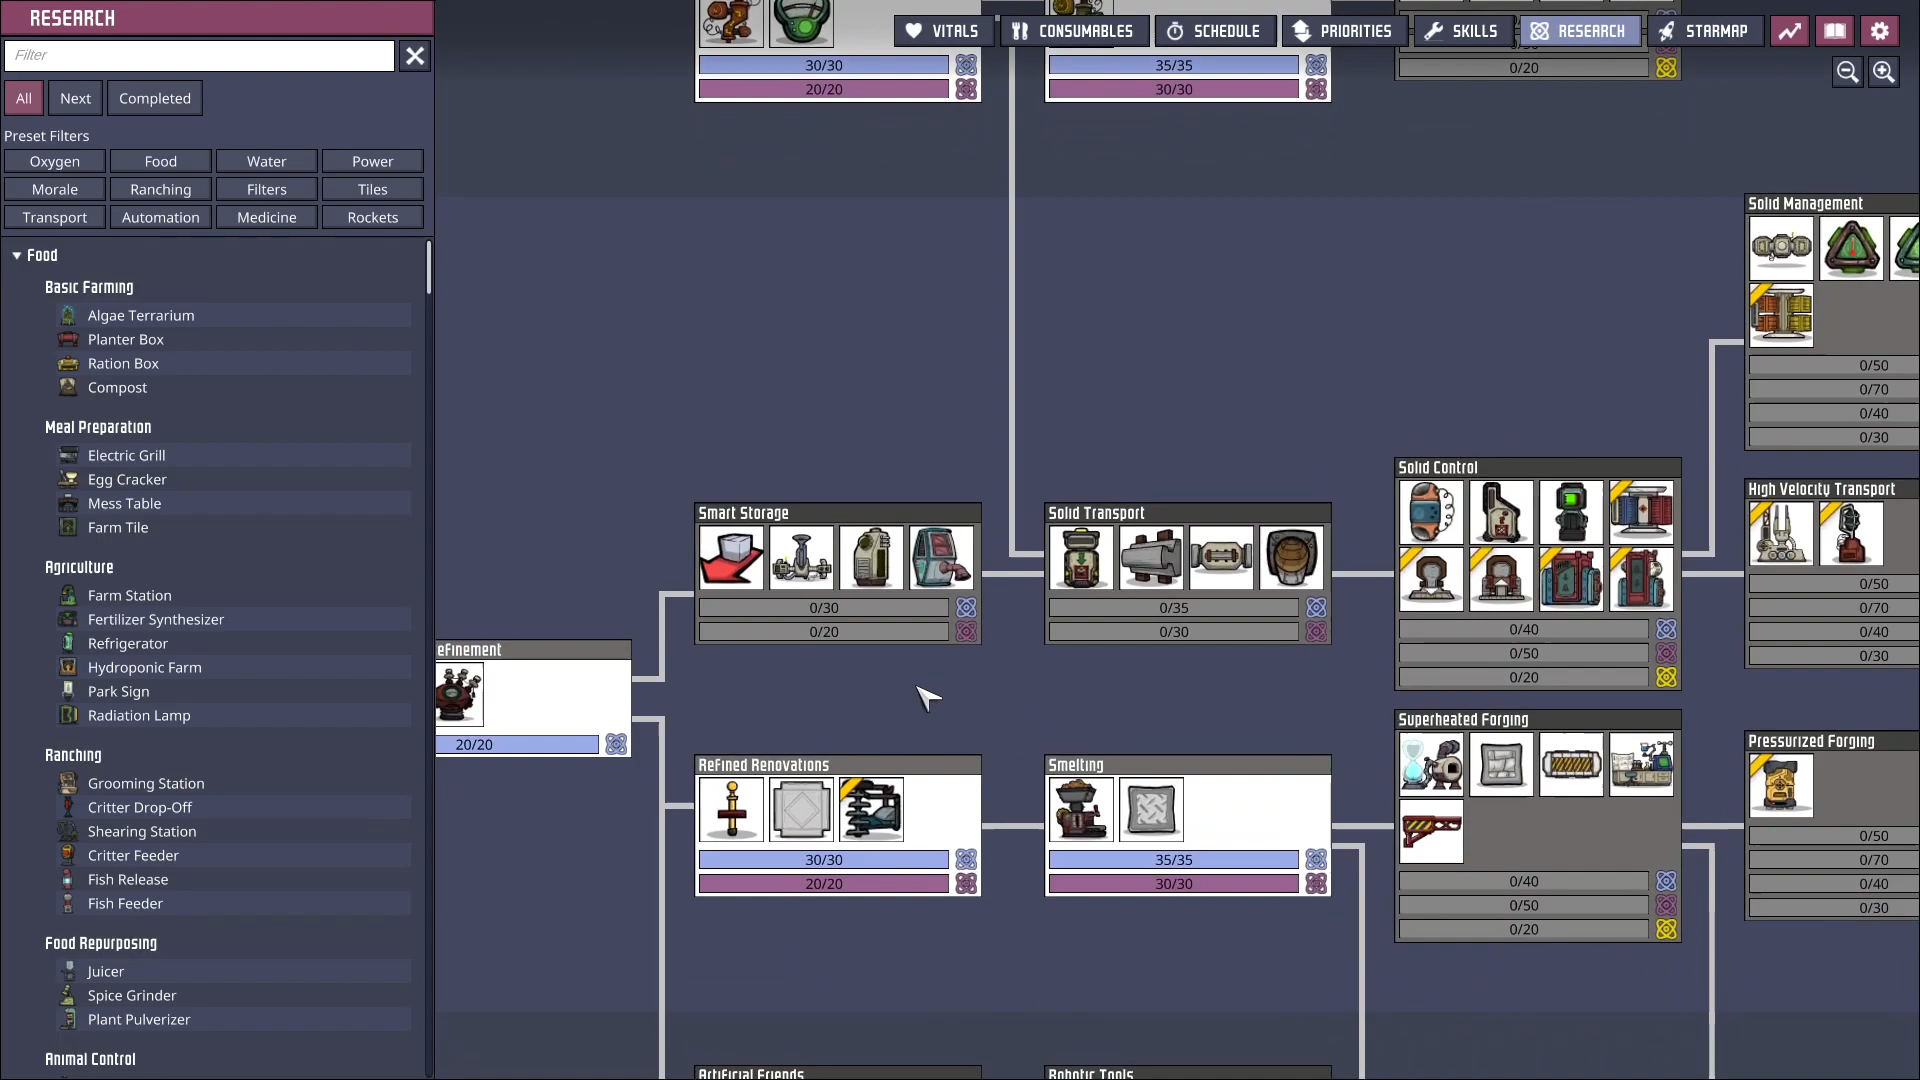 RESEARCH
VITALS
CONSUMABLES
SCHEDULE
PRIORITIES
SKILLS
RESEARCH
STARMAP
Filter
All
Next
Completed
Preset Filters
Oxygen
Food
Water
Power
Morale
Ranching
Filters
Tiles
Transport
Automation
Medicine
Rockets
Food
Basic Farming
Algae Terrarium
Planter Box
Ration Box
Compost
Meal Preparation
Electric Grill
Egg Cracker
Mess Table
Farm Tile
Agriculture
Farm Station
Fertilizer Synthesizer
Refrigerator
Hydroponic Farm
Park Sign
Radiation Lamp
Ranching
Grooming Station
Critter Drop-Off
Shearing Station
Critter Feeder
Fish Release
Fish Feeder
Food Repurposing
Juicer
Spice Grinder
Plant Pulverizer
Animal Control
30/30
20/20
35/35
30/30
0/20
efinement
20/20
Smart Storage
0/30
0/20
Solid Transport
0/35
0/30
Solid Control
0/40
0/50
0/20
Solid Management
0/50
0/70
0/40
0/30
High Velocity Transport
0/50
0/70
0/40
0/30
Refined Renovations
30/30
20/20
Smelting
35/35
30/30
Superheated Forging
0/40
0/50
0/20
Pressurized Forging
0/50
0/70
0/40
0/30
Artificial Friends
Robotic Tools